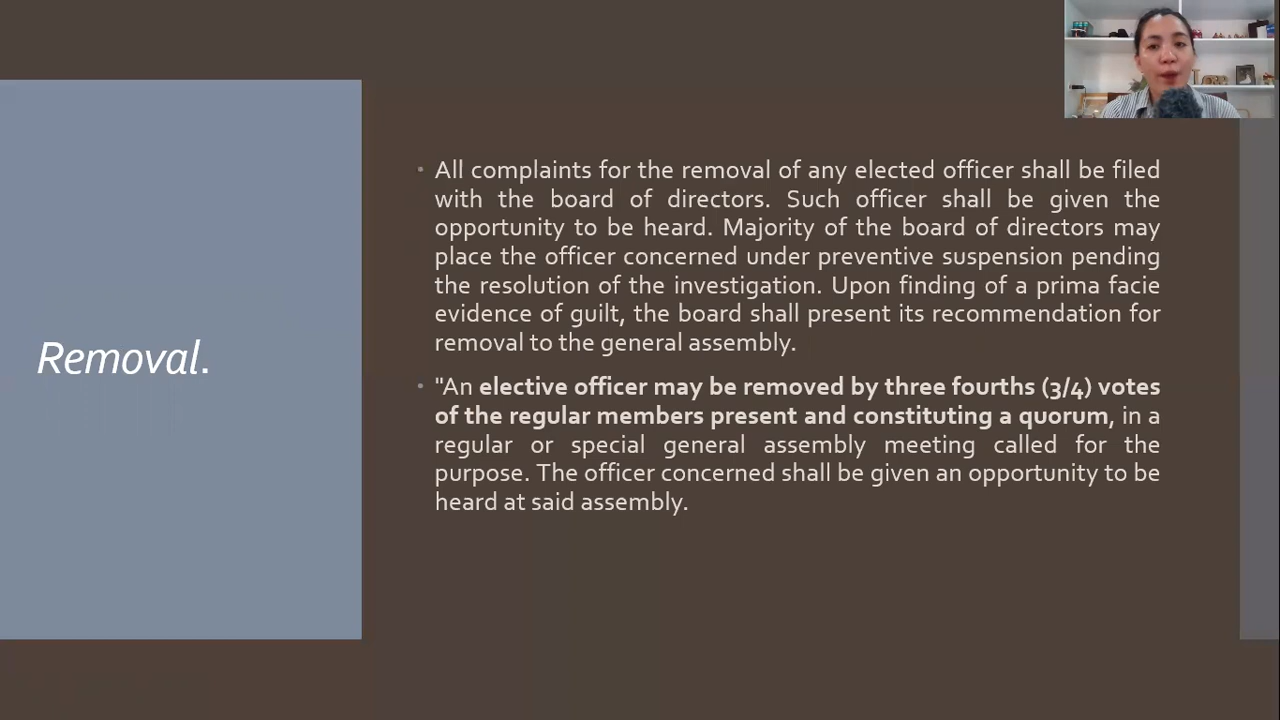 Removal.
All complaints for the removal of any elected officer shall be filed
with the board of directors. Such officer shall be given the
opportunity to be heard. Majority of the board of directors may
place the officer concerned under preventive suspension pending
the resolution of the investigation. Upon finding of a prima facie
evidence of guilt, the board shall present its recommendation for
removal to the general assembly.
"An elective officer may be removed by three fourths (3/4) votes
of the regular members present and constituting a quorum, in a
regular or special general assembly meeting called for the
purpose. The officer concerned shall be given an opportunity to be
heard at said assembly.